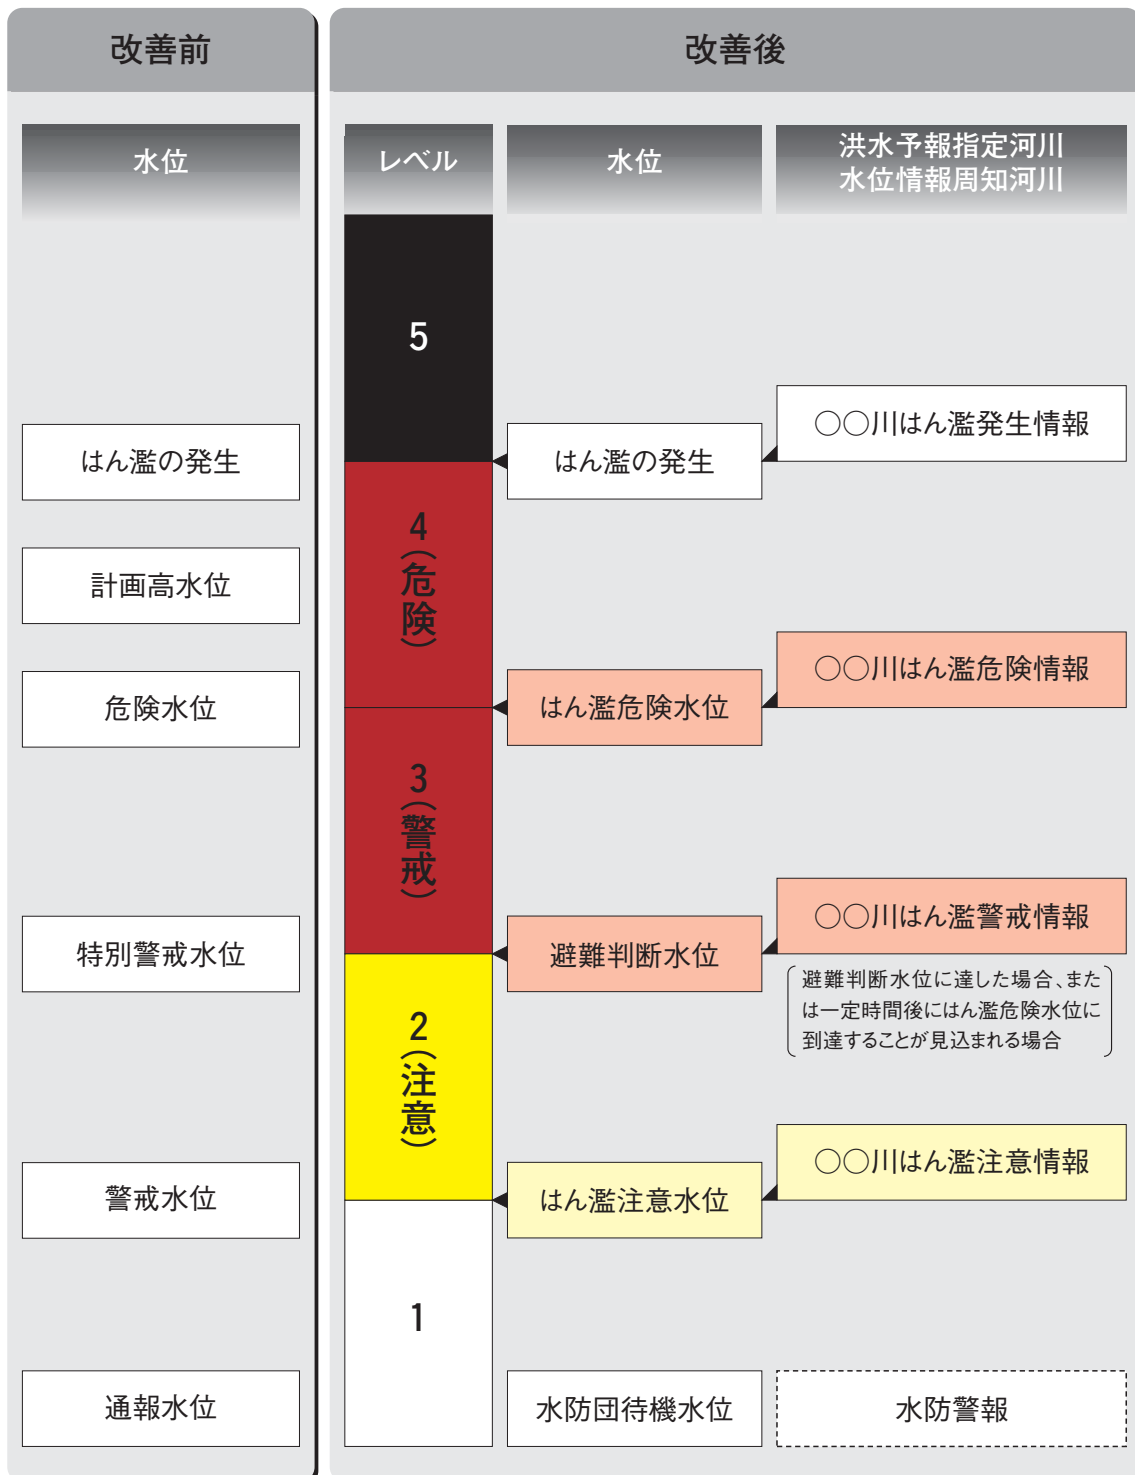 改善前
水位
はん濫の発生
計画高水位
危険水位
特別警戒水位
警戒水位
通報水位
改善後
レベル
水位
洪水予報指定河川
水位情報周知河川
5
はん濫の発生
○○川はん濫発生情報
4(危険)
はん濫危険水位
○○川はん濫危険情報
3(警戒)
避難判断水位
○○川はん濫警戒情報
避難判断水位に達した場合、また
は一定時間後にはん濫危険水位に
到達することが見込まれる場合
2(注意)
はん濫注意水位
○○川はん濫注意情報
1
水防団待機水位
水防警報